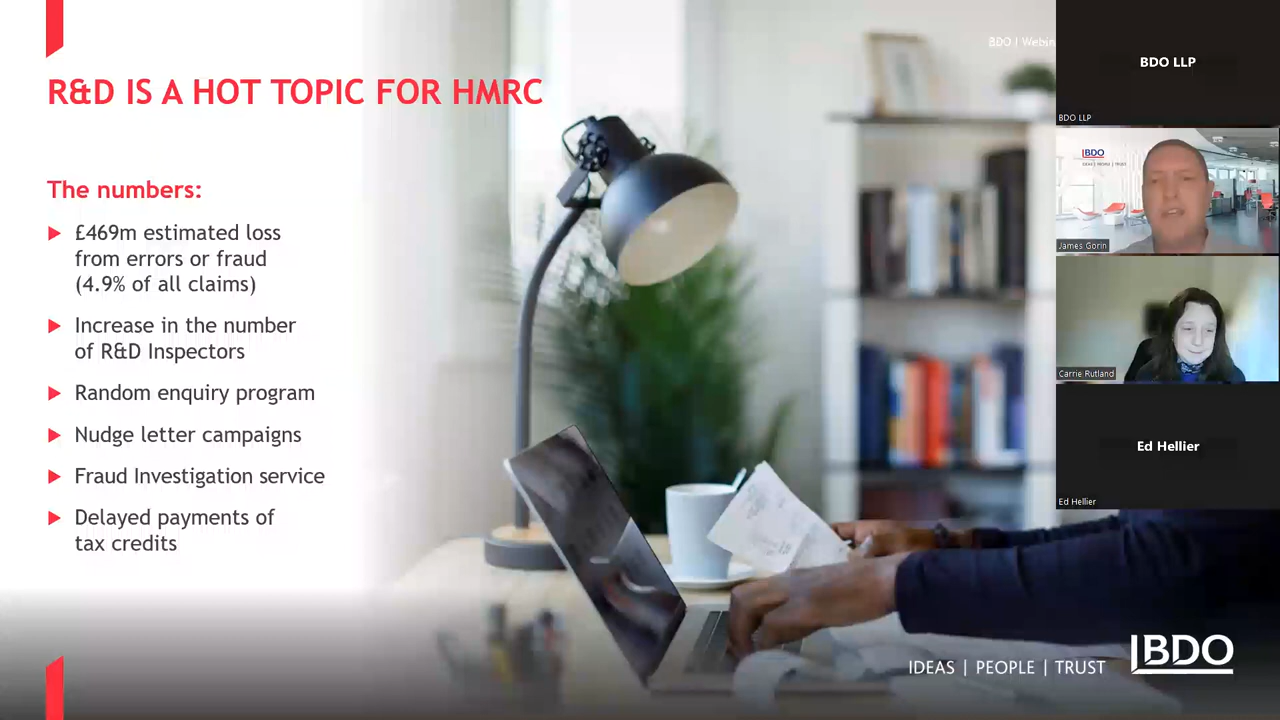 R&D IS A HOT TOPIC FOR HMRC
The numbers:
£469m estimated loss
from errors or fraud
(4.9% of all claims)
Increase in the number
of R&D Inspectors
Random enquiry program
Nudge letter campaigns
Fraud Investigation service
Delayed payments of
tax credits
BDO | Webin
BDO LLP
BDO LLP
BDO
James Gorin
Carrie Rutland
Ed Hellier
Ed Hellier
IDEAS | PEOPLE | TRUST
BDO